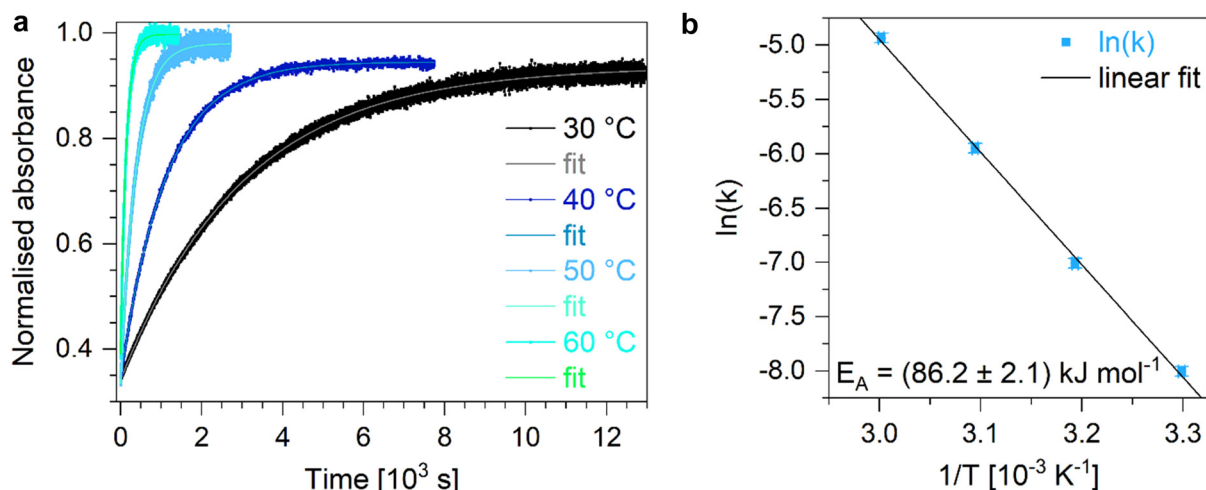 a
1.0
0.8
0.6
0.4
Normalised absorbance
30 °C
fit
40 °C
fit
50 °C
fit
60 °C
fit
0 2 4 6 8 10 12
Time [10³ s]
b
-5.0
-5.5
-6.0
-6.5
-7.0
-7.5
-8.0
ln(k)
ln(k)
linear fit
E_A = (86.2 ± 2.1) kJ mol⁻¹
3.0 3.1 3.2 3.3
1/T [10⁻³ K⁻¹]